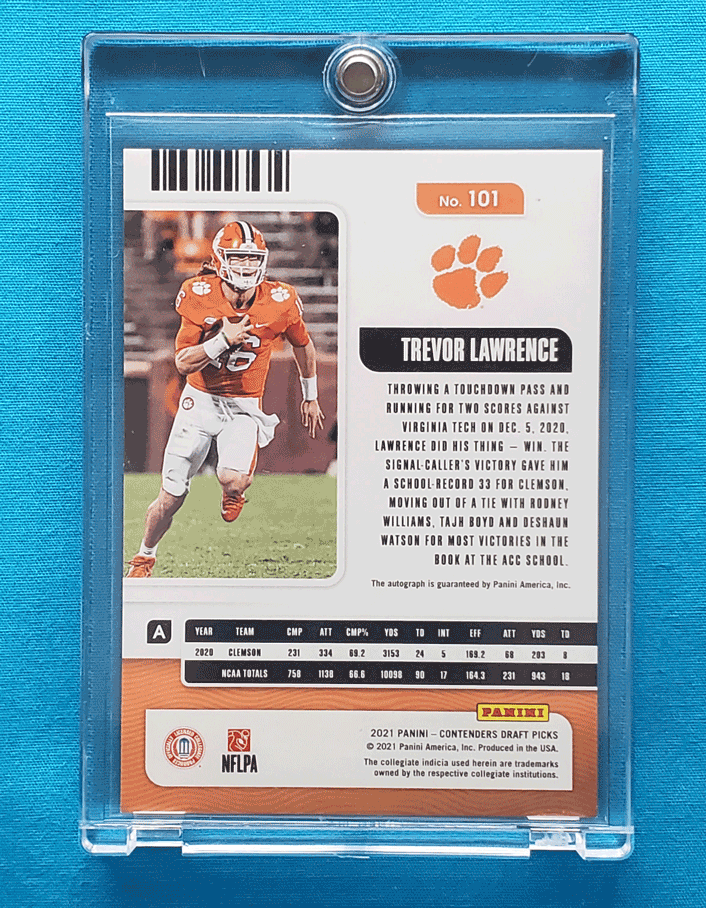 No. 101
TREVOR LAWRENCE
THROWING A TOUCHDOWN PASS AND
RUNNING FOR TWO SCORES AGAINST
VIRGINIA TECH ON DEC. 5, 2020,
LAWRENCE DID HIS THING – WIN. THE
SIGNAL-CALLER'S VICTORY GAVE HIM
A SCHOOL-RECORD 33 FOR CLEMSON,
MOVING OUT OF A TIE WITH RODNEY
WILLIAMS, TAJH BOYD AND DESHAUN
WATSON FOR MOST VICTORIES IN THE
BOOK AT THE ACC SCHOOL.
The autograph is guaranteed by Panini America, Inc.
16
A
YEAR TEAM CMP ATT CMP% YDS TD INT EFF ATT YDS TD
2020 CLEMSON 231 334 69.2 3153 24 5 169.2 68 203 8
NCAA TOTALS 758 1138 66.6 10098 90 17 164.3 231 943 18
PANINI
2021 PANINI – CONTENDERS DRAFT PICKS
© 2021 Panini America, Inc. Produced in the USA.
The collegiate indicia used herein are trademarks
owned by the respective collegiate institutions.
NFLPA